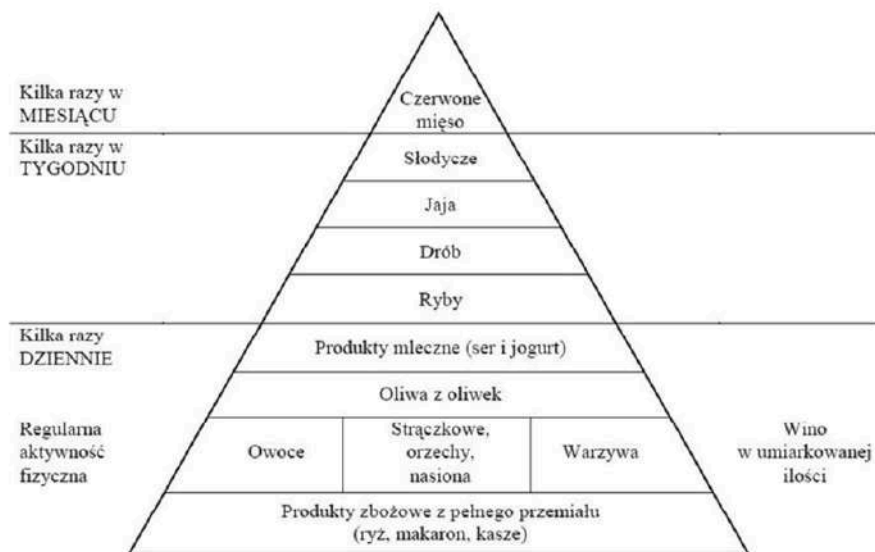 Kilka razy w
MIESIĄCU
Czerwone
mięso
Kilka razy w
TYGODNIU
Słodycze
Jaja
Drób
Ryby
Kilka razy
DZIENNIE
Produkty mleczne (ser i jogurt)
Oliwa z oliwek
Regularna
aktywność
fizyczna
Owoce
Strączkowe,
orzechy,
nasiona
Warzywa
Wino
w umiarkowanej
ilości
Produkty zbożowe z pełnego przemiału
(ryż, makaron, kasze)